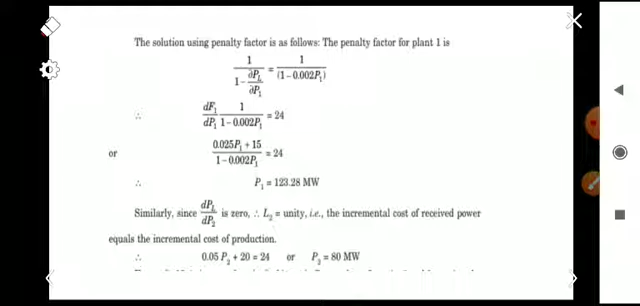 The solution using penalty factor is as follows: The penalty factor for plant 1 is
1/(1 - ∂P_L/∂P_1) = 1/(1 - 0.002P_1)
∴ dF_1/dP_1 1/(1 - 0.002P_1) = 24
or (0.025P_1 + 15)/(1 - 0.002P_1) = 24
∴ P_1 = 123.28 MW
Similarly, since dP_L/dP_2 is zero, ∴ L_2 = unity, i.e., the incremental cost of received power
equals the incremental cost of production.
∴ 0.05 P_2 + 20 = 24 or P_2 = 80 MW